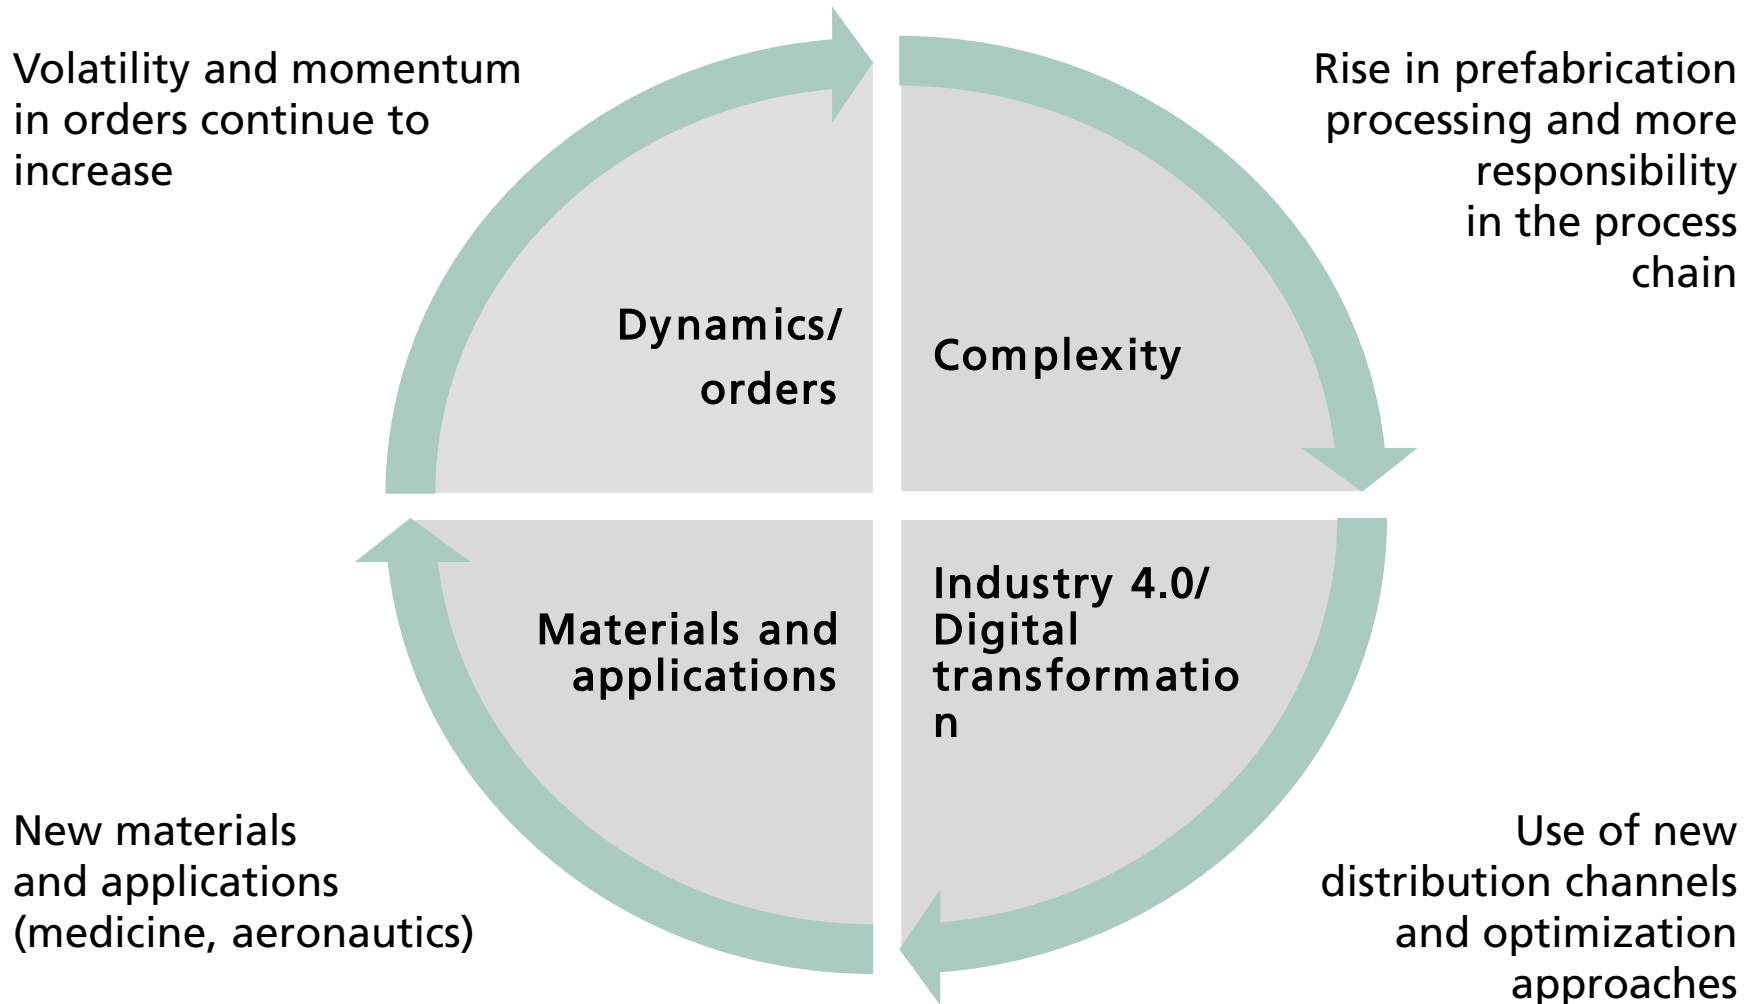 Volatility and momentum
in orders continue to
increase
Rise in prefabrication
processing and more
responsibility
in the process
chain
Dynamics/
orders
Complexity
Materials and
applications
Industry 4.0/
Digital
transformatio
n
New materials
and applications
(medicine, aeronautics)
Use of new
distribution channels
and optimization
approaches